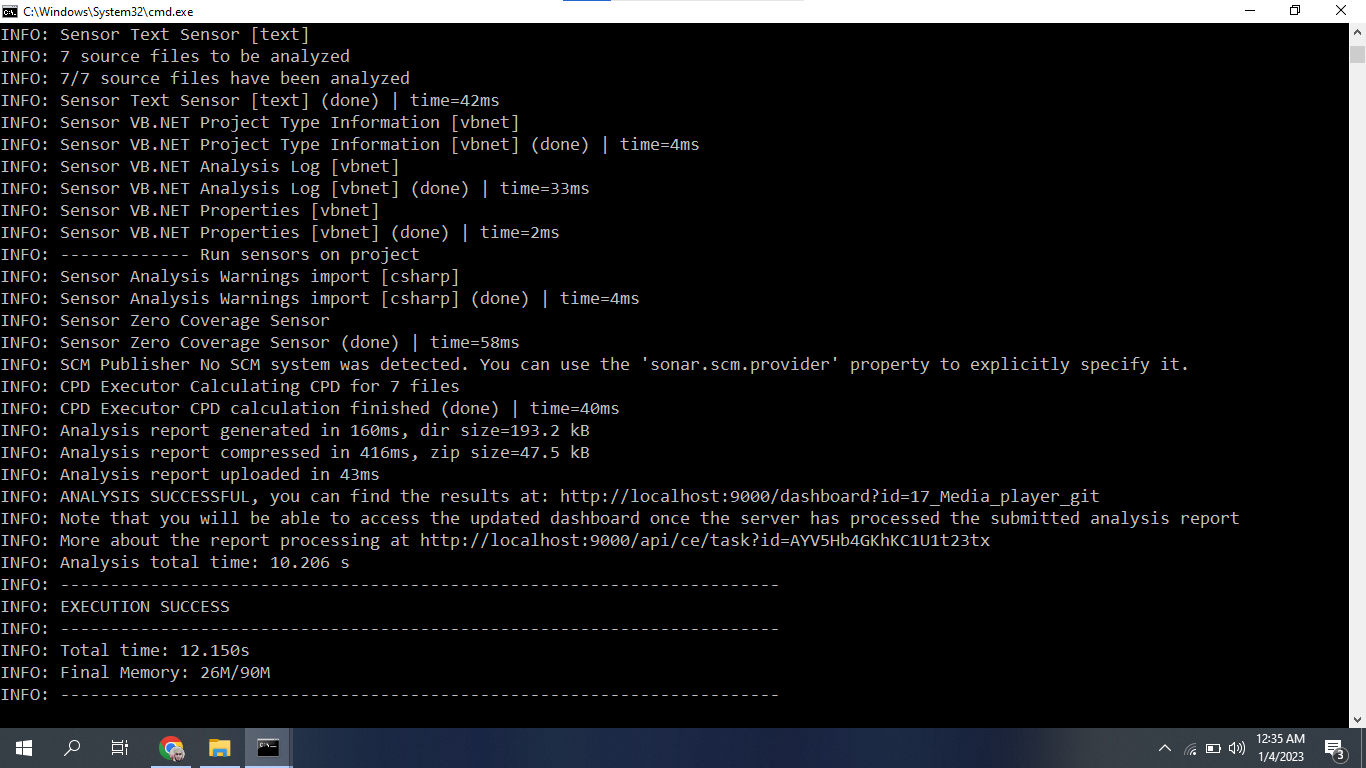 C:\Windows\System32\cmd.exe
INFO: Sensor Text Sensor [text]
INFO: 7 source files to be analyzed
INFO: 7/7 source files have been analyzed
INFO: Sensor Text Sensor [text] (done) | time=42ms
INFO: Sensor VB.NET Project Type Information [vbnet]
INFO: Sensor VB.NET Project Type Information [vbnet] (done) | time=4ms
INFO: Sensor VB.NET Analysis Log [vbnet]
INFO: Sensor VB.NET Analysis Log [vbnet] (done) | time=33ms
INFO: Sensor VB.NET Properties [vbnet]
INFO: Sensor VB.NET Properties [vbnet] (done) | time=2ms
INFO: ------------- Run sensors on project
INFO: Sensor Analysis Warnings import [csharp]
INFO: Sensor Analysis Warnings import [csharp] (done) | time=4ms
INFO: Sensor Zero Coverage Sensor
INFO: Sensor Zero Coverage Sensor (done) | time=58ms
INFO: SCM Publisher No SCM system was detected. You can use the 'sonar.scm.provider' property to explicitly specify it.
INFO: CPD Executor Calculating CPD for 7 files
INFO: CPD Executor CPD calculation finished (done) | time=40ms
INFO: Analysis report generated in 160ms, dir size=193.2 kB
INFO: Analysis report compressed in 416ms, zip size=47.5 kB
INFO: Analysis report uploaded in 43ms
INFO: ANALYSIS SUCCESSFUL, you can find the results at: http://localhost:9000/dashboard?id=17_Media_player_git
INFO: Note that you will be able to access the updated dashboard once the server has processed the submitted analysis report
INFO: More about the report processing at http://localhost:9000/api/ce/task?id=AYV5Hb4GKhKC1U1t23tx
INFO: Analysis total time: 10.206 s
INFO: ------------------------------------------------------------------------
INFO: EXECUTION SUCCESS
INFO: ------------------------------------------------------------------------
INFO: Total time: 12.150s
INFO: Final Memory: 26M/90M
INFO: ------------------------------------------------------------------------
12:35 AM
1/4/2023
3